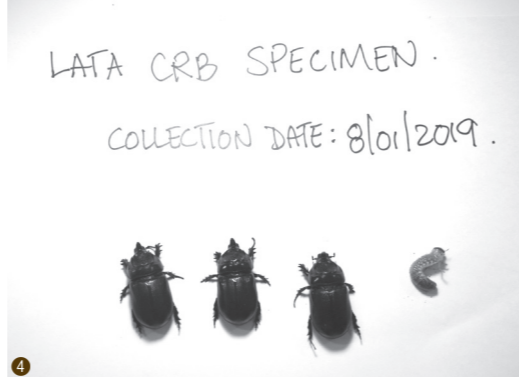 LATA CRB SPECIMEN.
COLLECTION DATE: 8/01/2019.
4